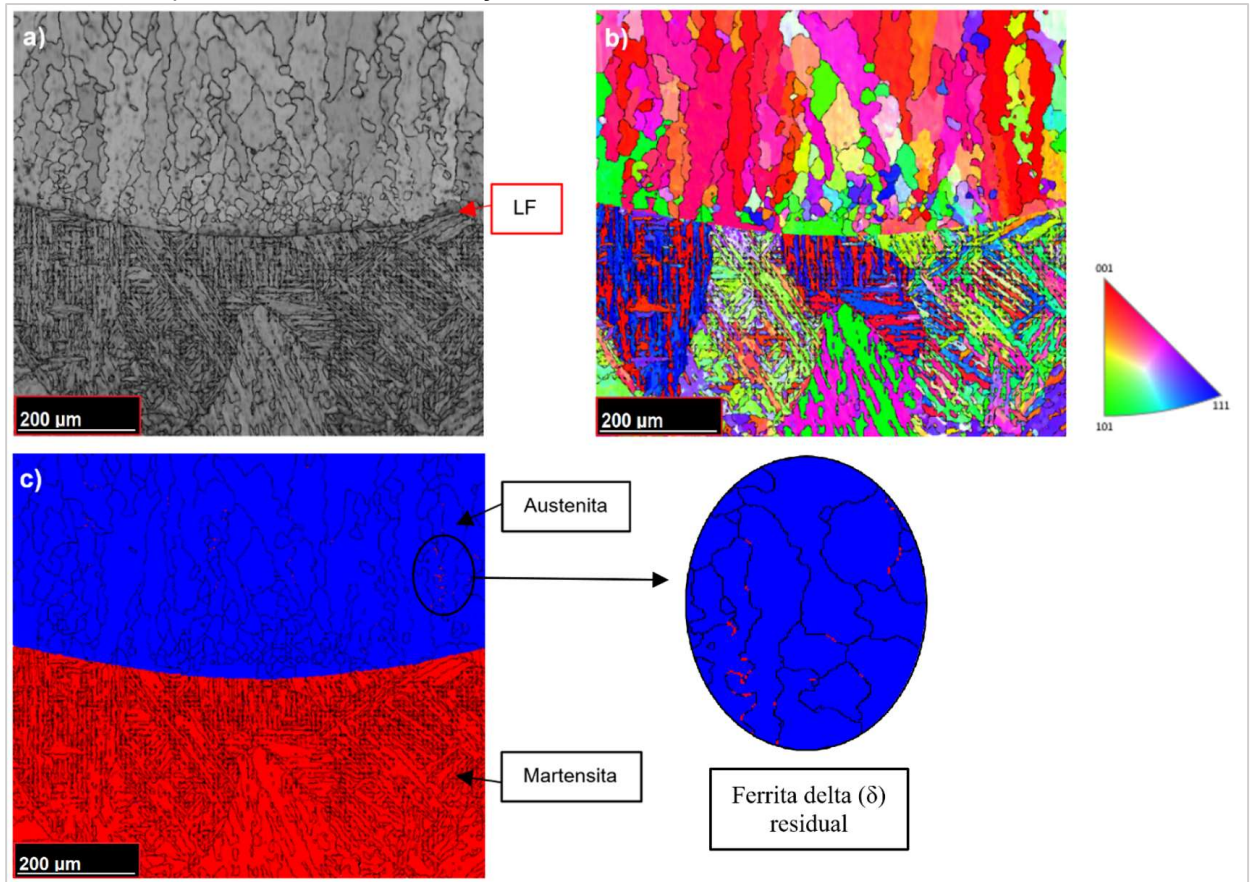 a)
200 µm
LF
b)
200 µm
001
101
111
c)
200 µm
Austenita
Martensita
Ferrita delta (δ)
residual